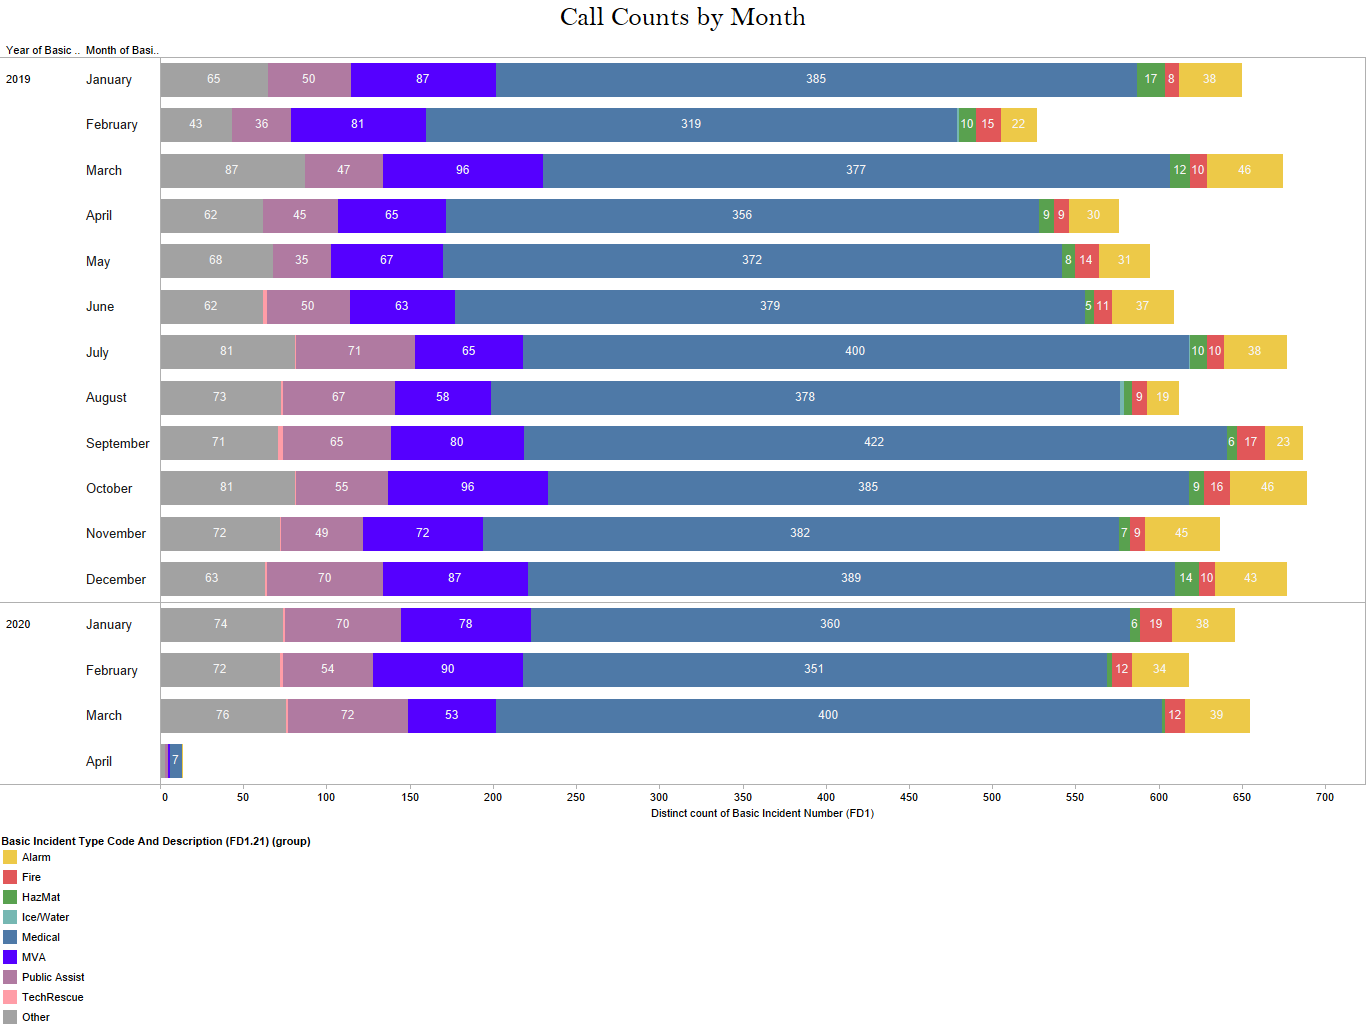 Call Counts by Month
Year of Basic .. Month of Basi..
2019 January 65 50 87 385 17 8 38
February 43 36 81 319 10 15 22
March 87 47 96 377 12 10 46
April 62 45 65 356 9 9 30
May 68 35 67 372 8 14 31
June 62 50 63 379 5 11 37
July 81 71 65 400 10 10 38
August 73 67 58 378 9 19
September 71 65 80 422 6 17 23
October 81 55 96 385 9 16 46
November 72 49 72 382 7 9 45
December 63 70 87 389 14 10 43
2020 January 74 70 78 360 6 19 38
February 72 54 90 351 12 34
March 76 72 53 400 12 39
April 7
0 50 100 150 200 250 300 350 400 450 500 550 600 650 700
Distinct count of Basic Incident Number (FD1)
Basic Incident Type Code And Description (FD1.21) (group)
Alarm
Fire
HazMat
Ice/Water
Medical
MVA
Public Assist
TechRescue
Other